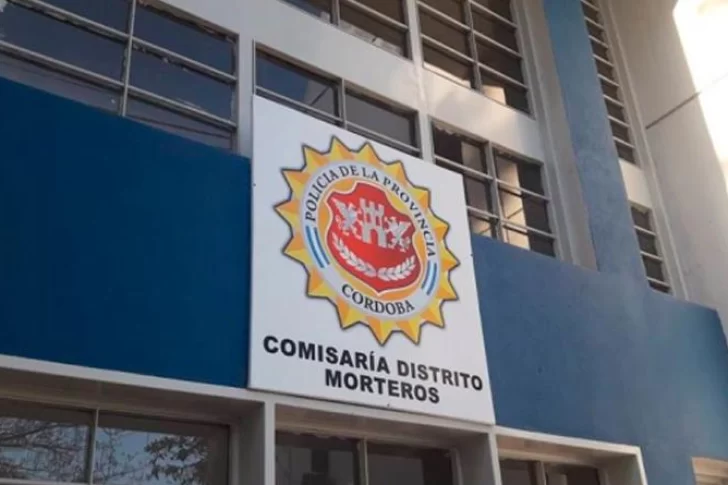 POLICIA DE LA PROVINCIA
CORDOBA
COMISARÍA DISTRITO
MORTEROS